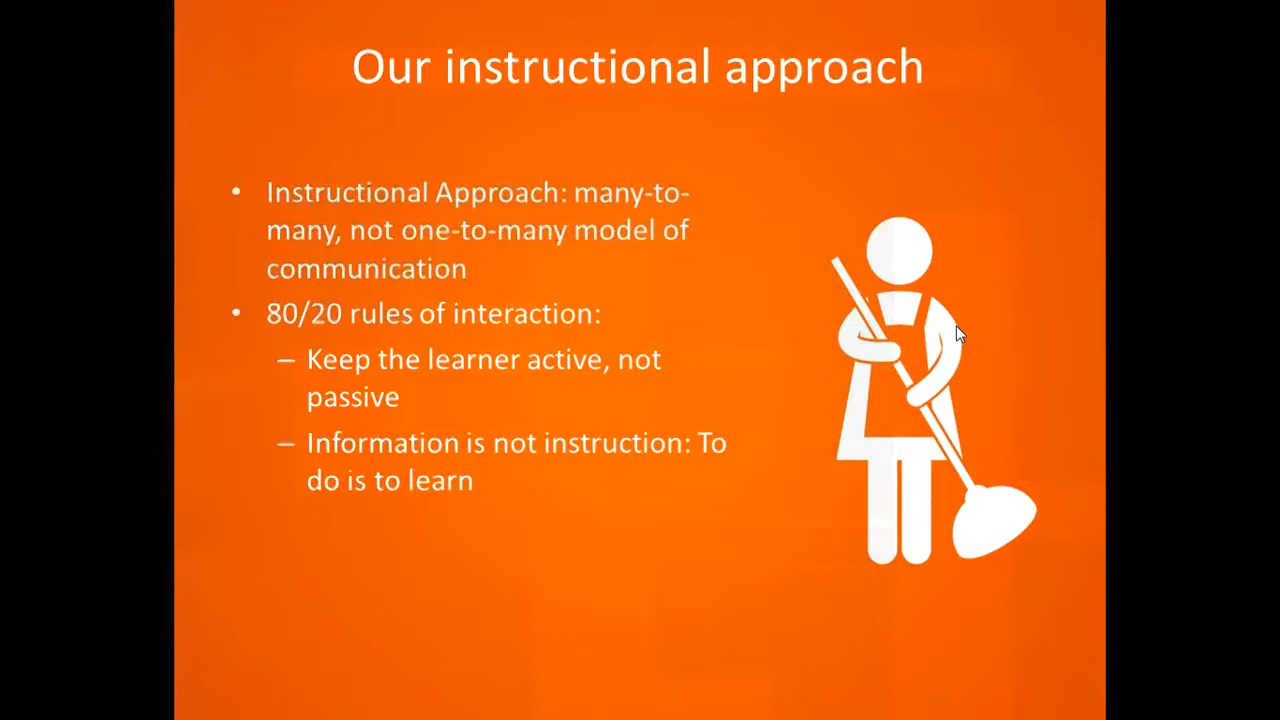 Our instructional approach
• Instructional Approach: many-to-
many, not one-to-many model of
communication
• 80/20 rules of interaction:
– Keep the learner active, not
passive
– Information is not instruction: To
do is to learn